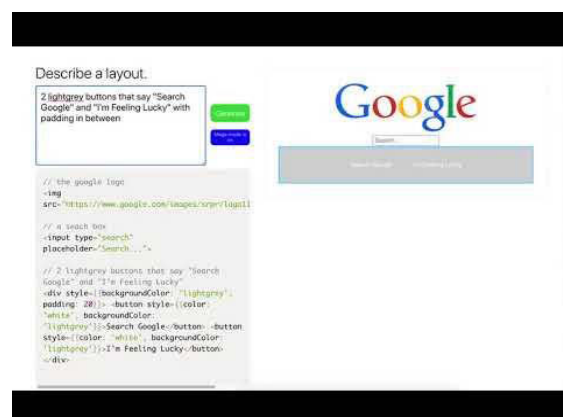 Describe a layout.
2 lightgrey buttons that say "Search
Google" and "I'm Feeling Lucky" with
padding in between
Generate
Google
Search...
Search Google I'm Feeling Lucky
// the google logo
<img
src="https://www.google.com/images/srpr/logo11
// a seach box
<input type="search"
placeholder="Search...">
// 2 lightgrey buttons that say "Search
Google" and "I'm Feeling Lucky"
<div style={{backgroundColor: 'lightgrey',
padding: 20}}> <button style={{color:
'white', backgroundColor:
'lightgrey'}}>Search Google</button> <button
style={{color: 'white', backgroundColor:
'lightgrey'}}>I'm Feeling Lucky</button>
</div>